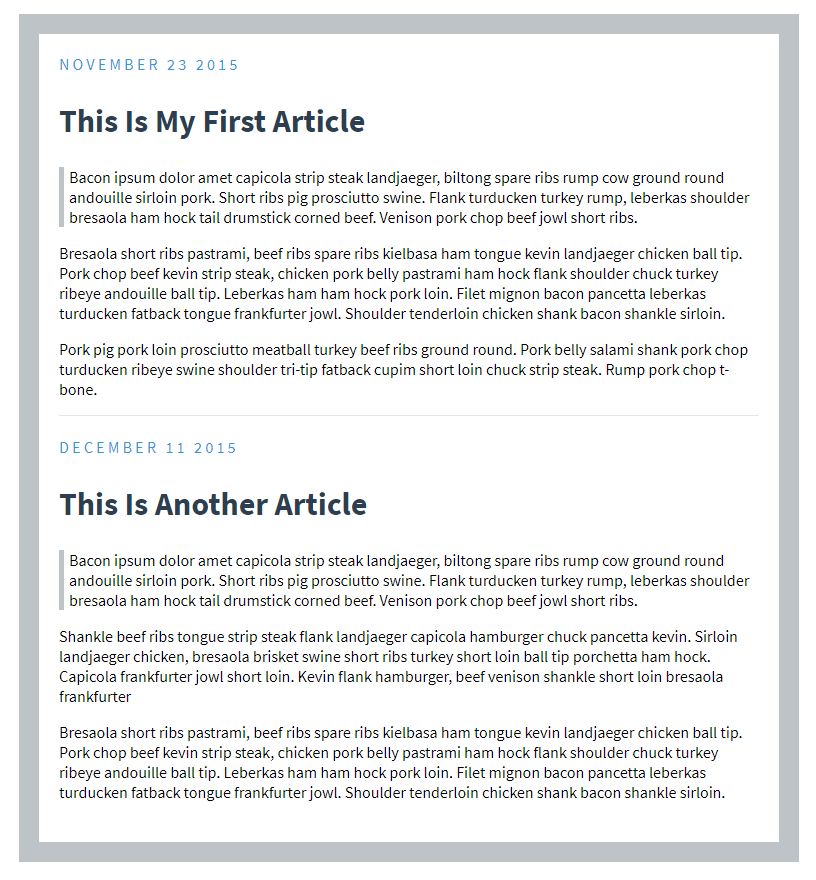 NOVEMBER 23 2015
This Is My First Article
Bacon ipsum dolor amet capicola strip steak landjaeger, biltong spare ribs rump cow ground round
andouille sirloin pork. Short ribs pig prosciutto swine. Flank turducken turkey rump, leberkas shoulder
bresaola ham hock tail drumstick corned beef. Venison pork chop beef jowl short ribs.
Bresaola short ribs pastrami, beef ribs spare ribs kielbasa ham tongue kevin landjaeger chicken ball tip.
Pork chop beef kevin strip steak, chicken pork belly pastrami ham hock flank shoulder chuck turkey
ribeye andouille ball tip. Leberkas ham ham hock pork loin. Filet mignon bacon pancetta leberkas
turducken fatback tongue frankfurter jowl. Shoulder tenderloin chicken shank bacon shankle sirloin.
Pork pig pork loin prosciutto meatball turkey beef ribs ground round. Pork belly salami shank pork chop
turducken ribeye swine shoulder tri-tip fatback cupim short loin chuck strip steak. Rump pork chop t-
bone.
DECEMBER 11 2015
This Is Another Article
Bacon ipsum dolor amet capicola strip steak landjaeger, biltong spare ribs rump cow ground round
andouille sirloin pork. Short ribs pig prosciutto swine. Flank turducken turkey rump, leberkas shoulder
bresaola ham hock tail drumstick corned beef. Venison pork chop beef jowl short ribs.
Shankle beef ribs tongue strip steak flank landjaeger capicola hamburger chuck pancetta kevin. Sirloin
landjaeger chicken, bresaola brisket swine short ribs turkey short loin ball tip porchetta ham hock.
Capicola frankfurter jowl short loin. Kevin flank hamburger, beef venison shankle short loin bresaola
frankfurter
Bresaola short ribs pastrami, beef ribs spare ribs kielbasa ham tongue kevin landjaeger chicken ball tip.
Pork chop beef kevin strip steak, chicken pork belly pastrami ham hock flank shoulder chuck turkey
ribeye andouille ball tip. Leberkas ham ham hock pork loin. Filet mignon bacon pancetta leberkas
turducken fatback tongue frankfurter jowl. Shoulder tenderloin chicken shank bacon shankle sirloin.